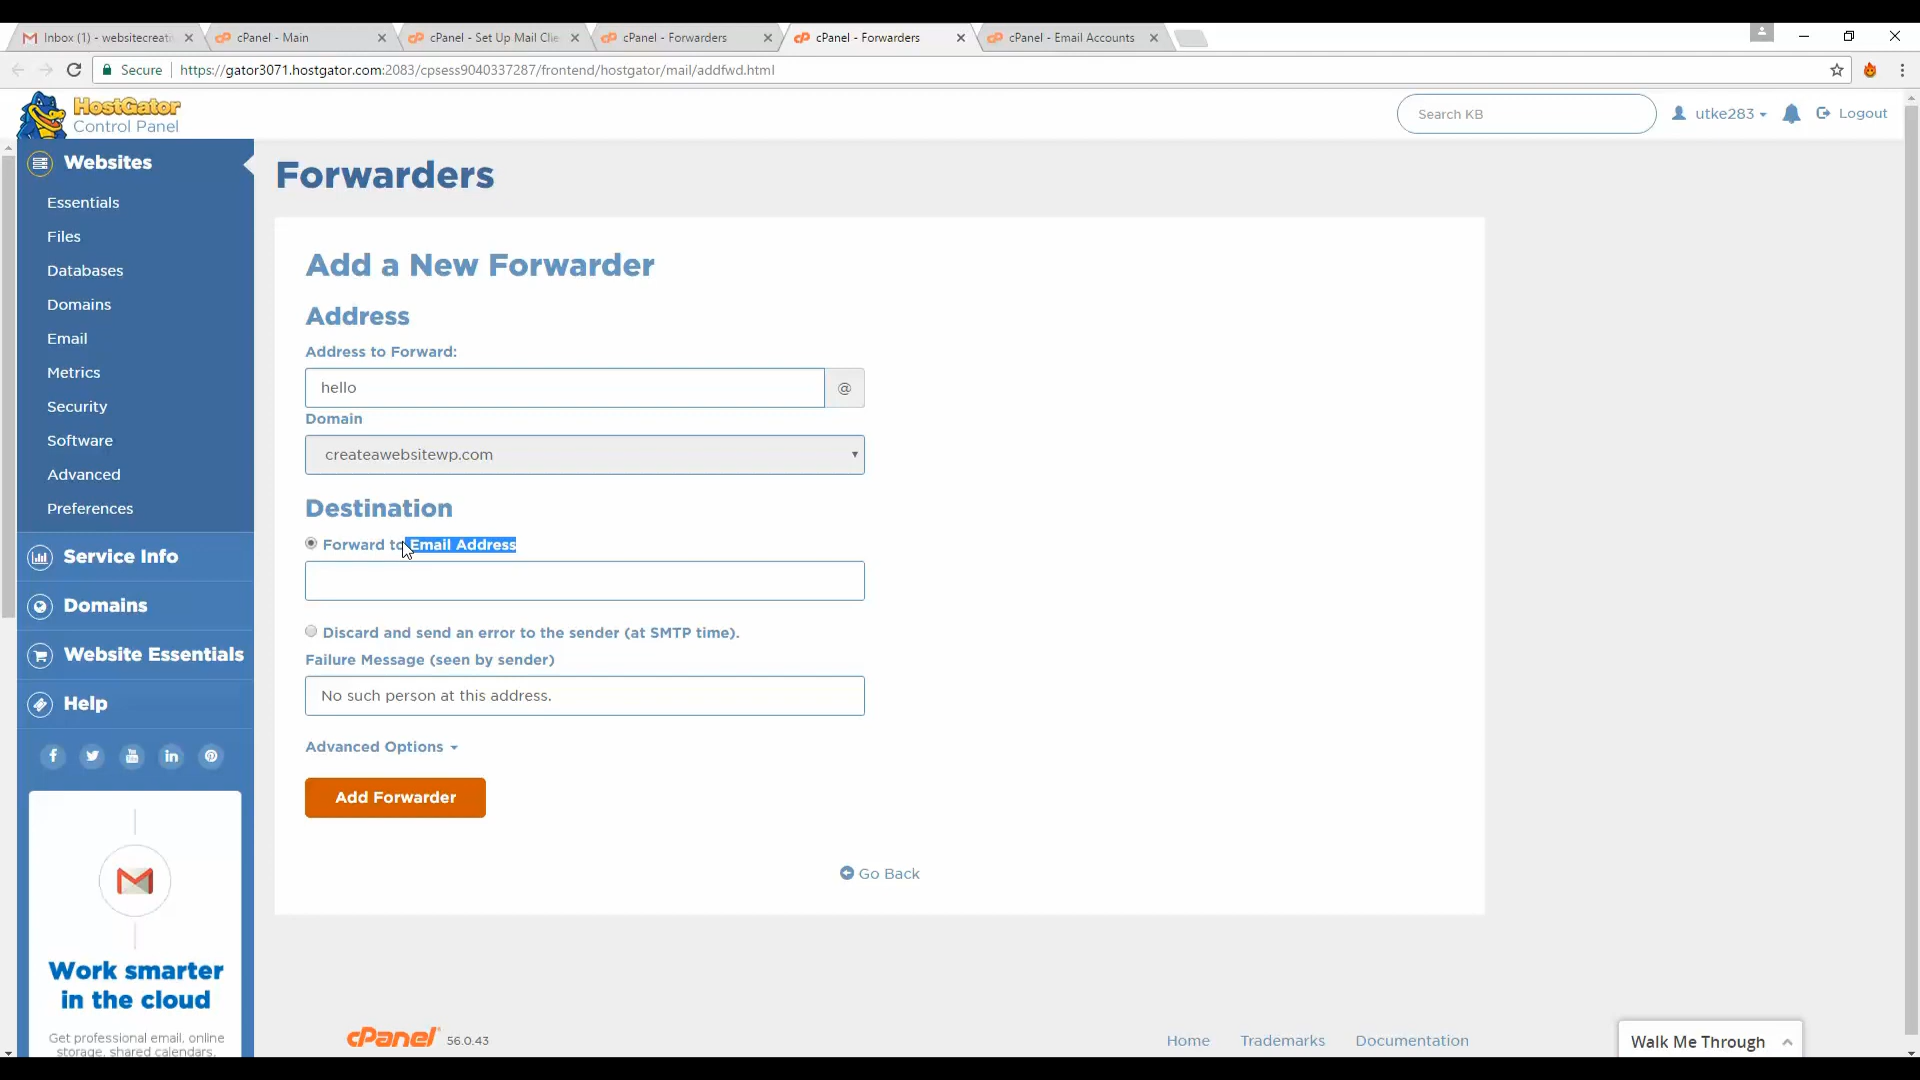 Inbox (1) - websitecreat
cPanel - Main
cPanel - Set Up Mail Clie
cPanel - Forwarders
cPanel - Forwarders
cPanel - Email Accounts
Secure
https://gator3071.hostgator.com:2083/cpsess9040337287/frontend/hostgator/mail/addfwd.html
HostGator
Control Panel
Search KB
utke283
Logout
Websites
Essentials
Files
Databases
Domains
Email
Metrics
Security
Software
Advanced
Preferences
Service Info
Domains
Website Essentials
Help
Work smarter
in the cloud
Get professional email, online
storage, shared calendars,
Forwarders
Add a New Forwarder
Address
Address to Forward:
hello @
Domain
createawebsitewp.com
Destination
Forward to Email Address
Discard and send an error to the sender (at SMTP time).
Failure Message (seen by sender)
No such person at this address.
Advanced Options
Add Forwarder
Go Back
cPanel 56.0.43
Home
Trademarks
Documentation
Walk Me Through